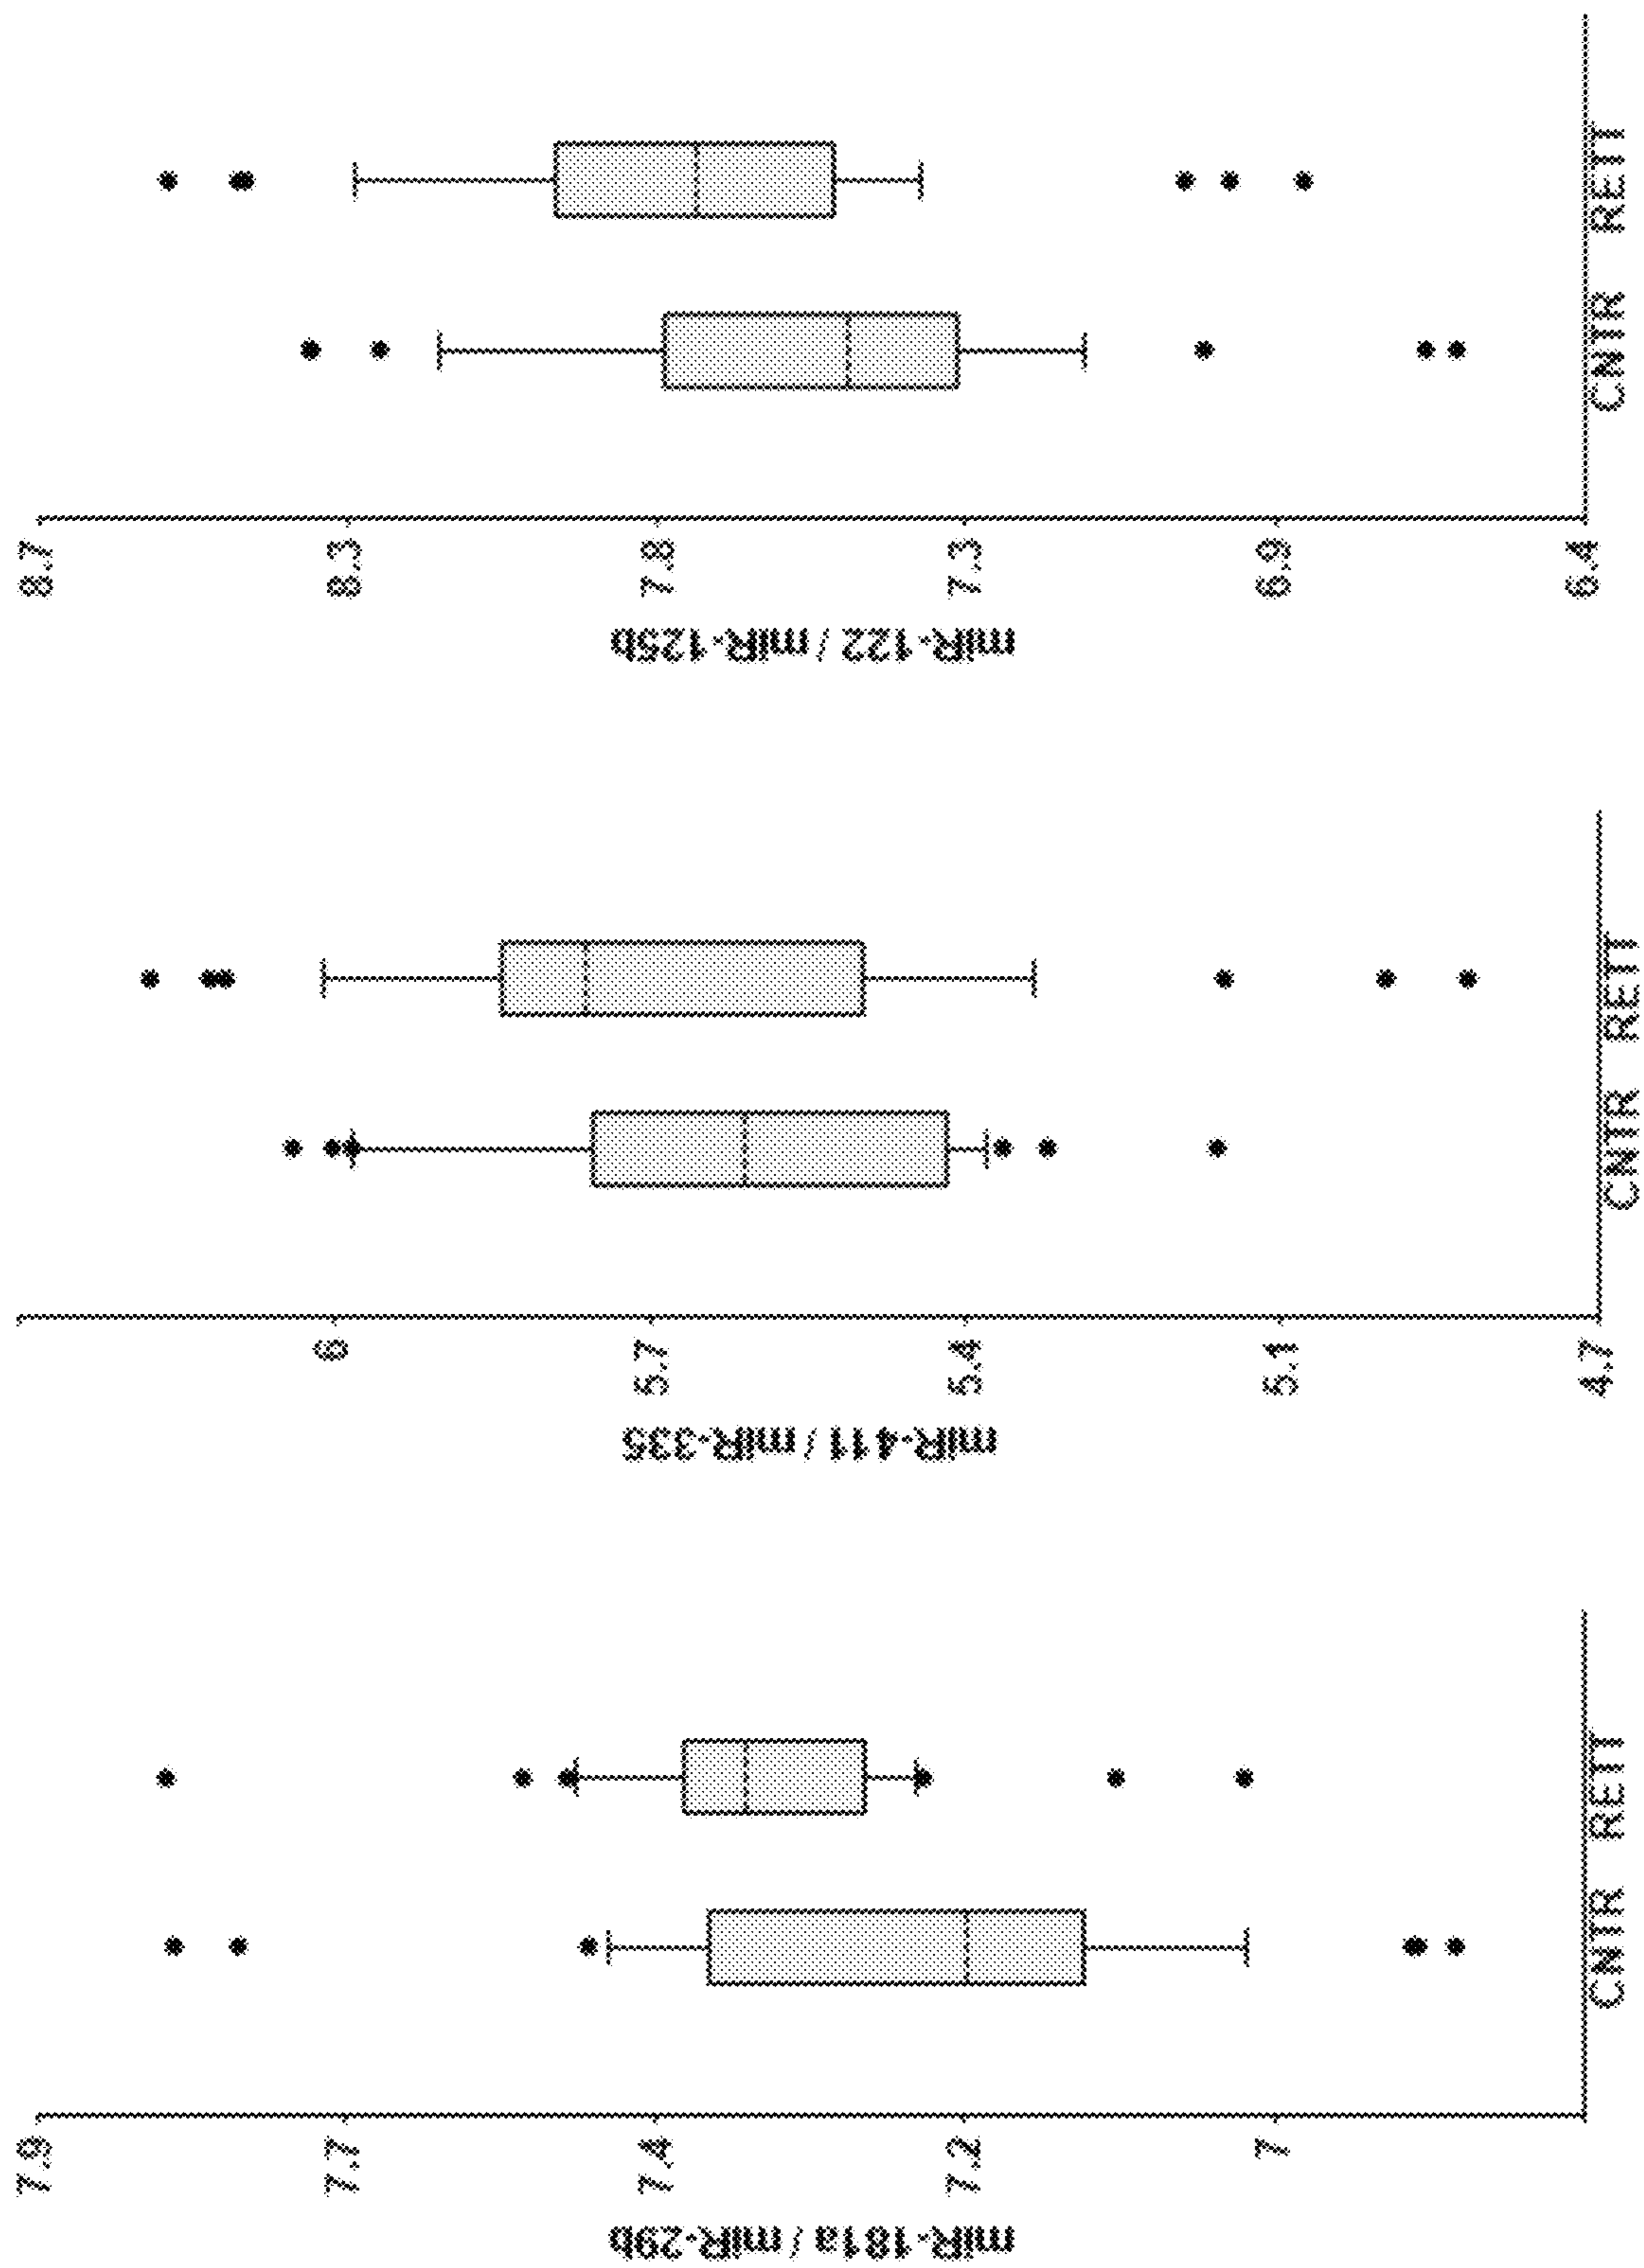 miR-181a / miR-29b
7.9
7.7
7.4
7.2
7
CNTR RETT
miR-411 / miR-335
6
5.7
5.4
5.1
4.7
CNTR RETT
miR-122 / miR-125b
8.7
8.3
7.8
7.3
6.9
6.4
CNTR RETT